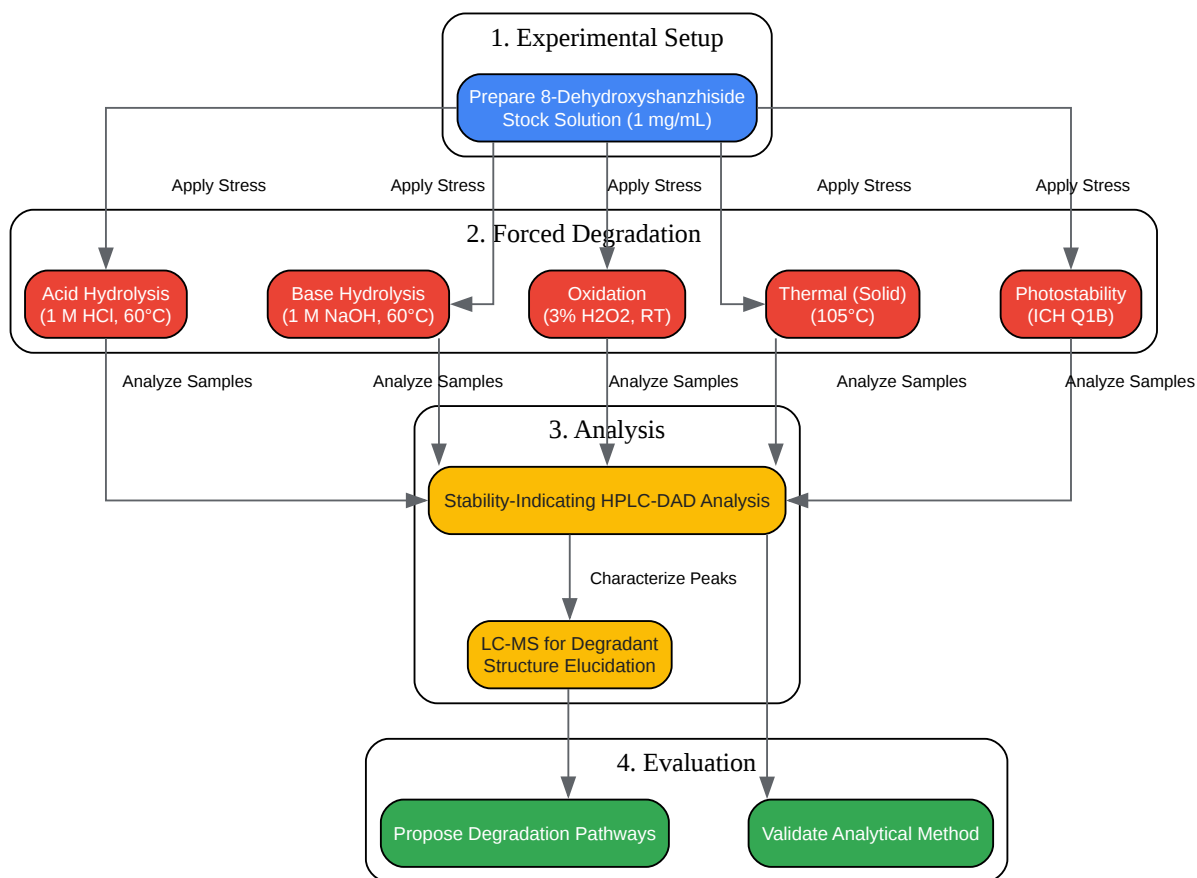 1. Experimental Setup
Prepare 8-Dehydroxyshanzhiside
Stock Solution (1 mg/mL)
Apply Stress
Apply Stress
Apply Stress
Apply Stress
Apply Stress
2. Forced Degradation
Acid Hydrolysis
(1 M HCl, 60°C)
Base Hydrolysis
(1 M NaOH, 60°C)
Oxidation
(3% H2O2, RT)
Thermal (Solid)
(105°C)
Photostability
(ICH Q1B)
Analyze Samples
Analyze Samples
Analyze Samples
Analyze Samples
Analyze Samples
3. Analysis
Stability-Indicating HPLC-DAD Analysis
Characterize Peaks
LC-MS for Degradant
Structure Elucidation
4. Evaluation
Propose Degradation Pathways
Validate Analytical Method